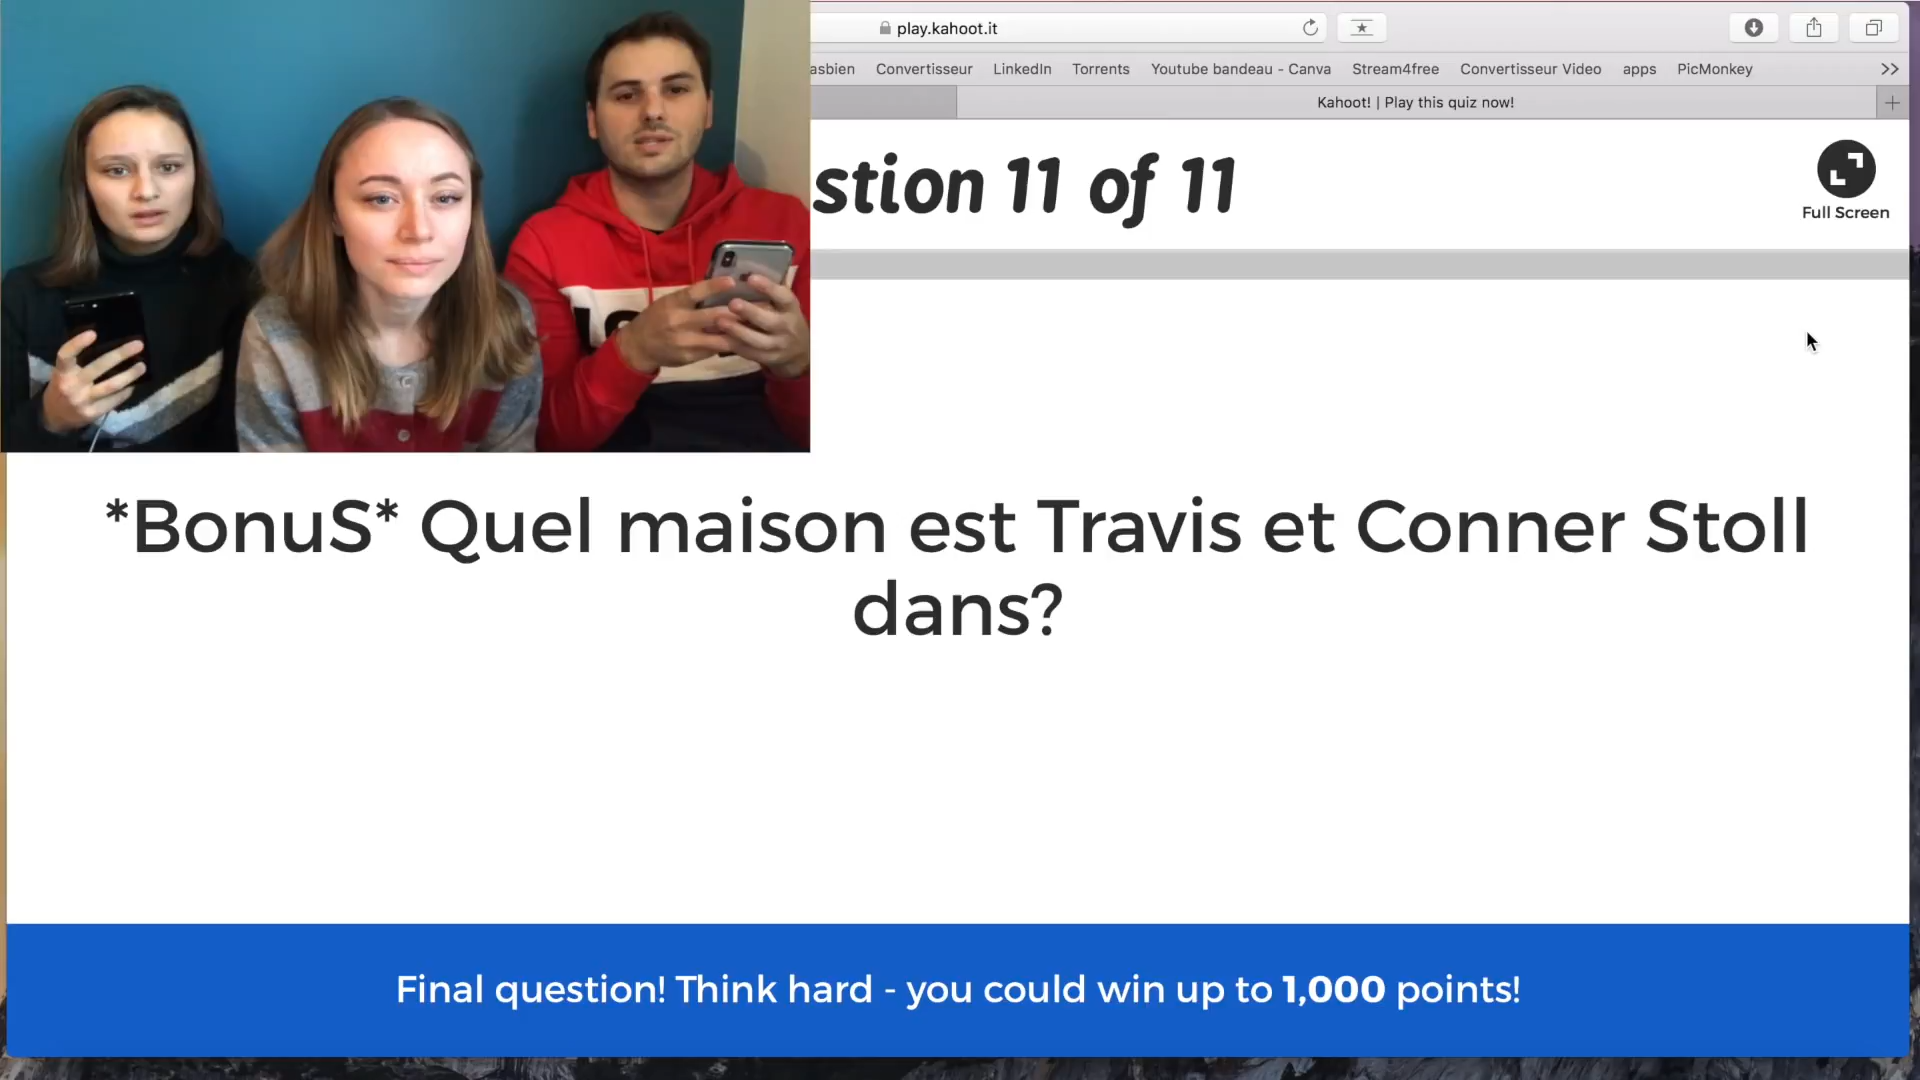 play.kahoot.it
asbien Convertisseur LinkedIn Torrents Youtube bandeau - Canva Stream4free Convertisseur Video apps PicMonkey >>
Kahoot! | Play this quiz now! +
stion 11 of 11
Full Screen
*BonuS* Quel maison est Travis et Conner Stoll
dans?
Final question! Think hard - you could win up to 1,000 points!